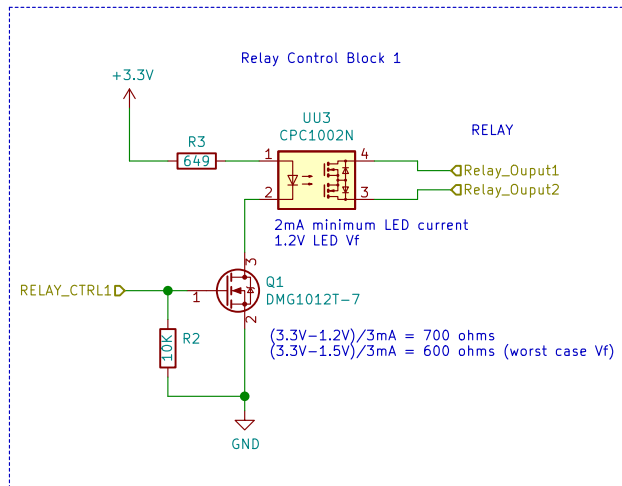 Relay Control Block 1
+3.3V
UU3
CPC1002N
RELAY
R3
649
1
4
Relay_Ouput1
2
3
Relay_Ouput2
2mA minimum LED current
1.2V LED Vf
3
Q1
RELAY_CTRL1
1
DMG1012T-7
2
10K
R2
(3.3V-1.2V)/3mA = 700 ohms
(3.3V-1.5V)/3mA = 600 ohms (worst case Vf)
GND